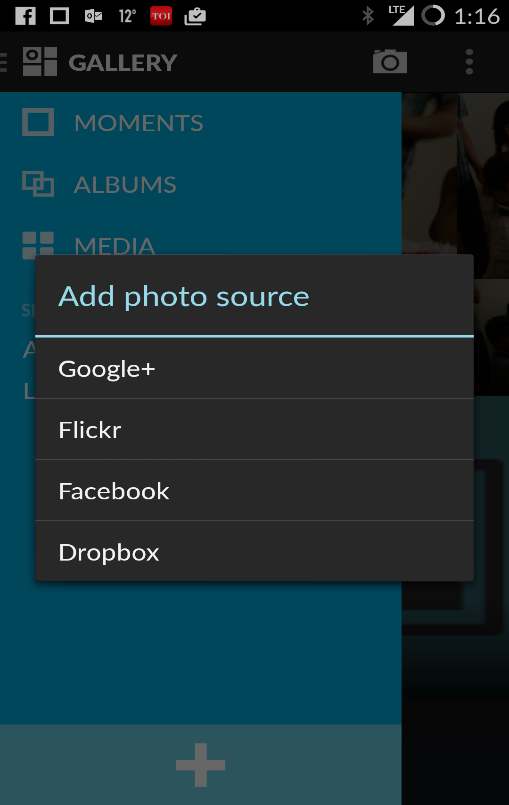 12°
TOI
LTE
1:16
GALLERY
MOMENTS
ALBUMS
MEDIA
Add photo source
Google+
Flickr
Facebook
Dropbox